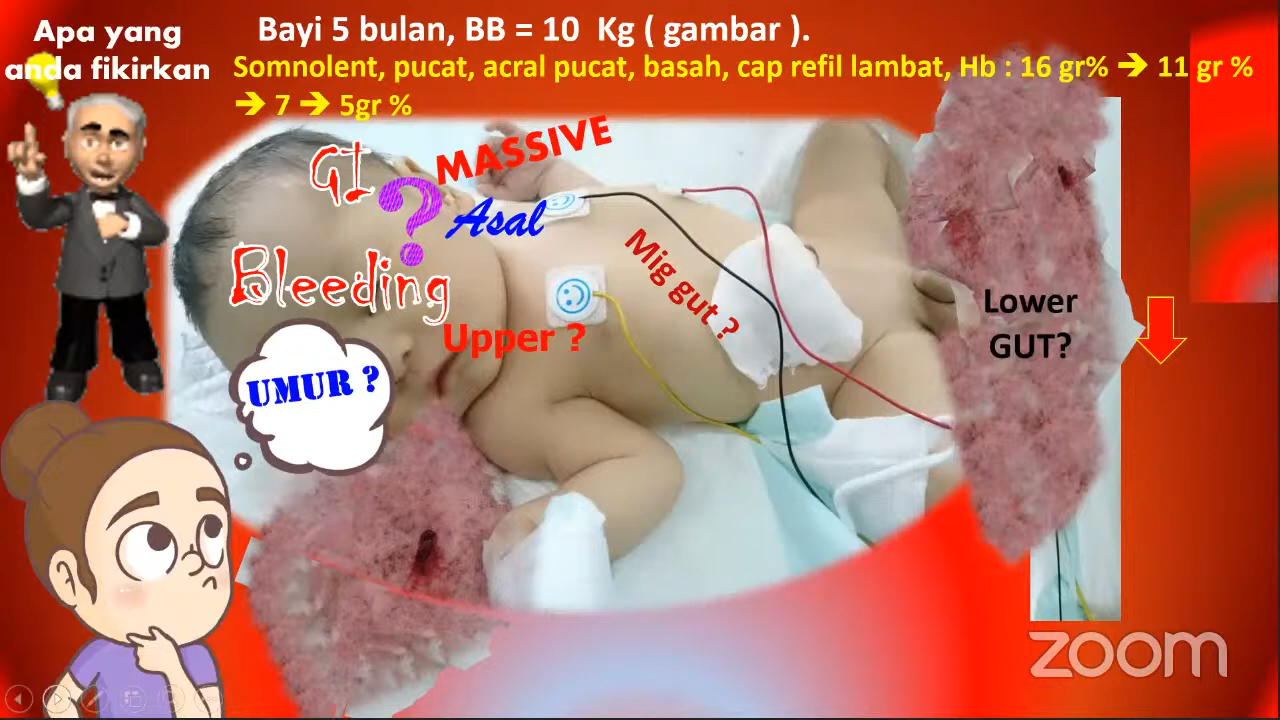 Apa yang
anda fikirkan
Bayi 5 bulan, BB = 10 Kg ( gambar ).
Somnolent, pucat, acral pucat, basah, cap refil lambat, Hb : 16 gr% ➔ 11 gr %
➔ 7 ➔ 5gr %
GI
MASSIVE
?
Asal
Bleeding
Mig gut ?
Upper ?
Lower
GUT?
UMUR ?
zoom